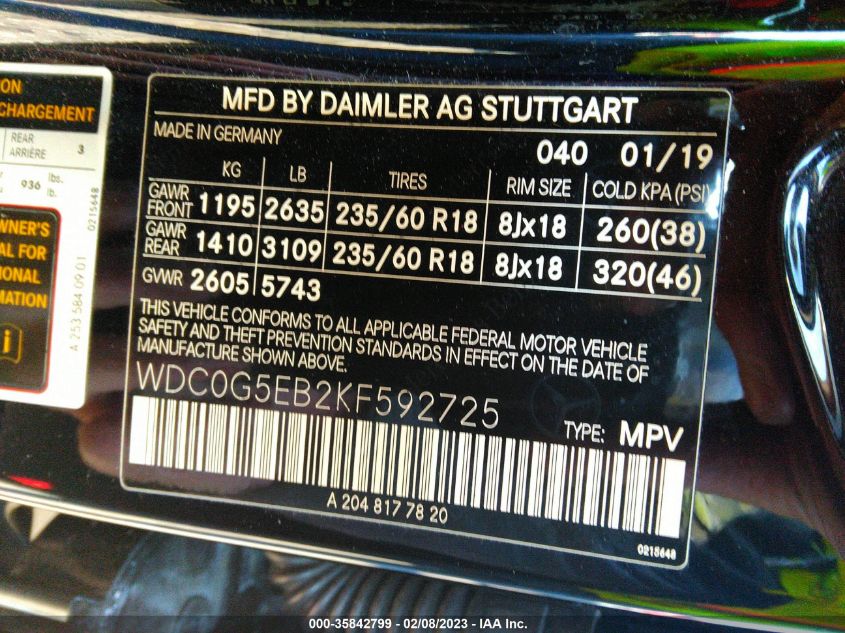 040
ION
CHARGEMENT
REAR
ARRIÈRE 3
936 lbs.
lb.
0215648
WNER'S
AL FOR
IONAL
MATION
i
A 253 584 09 01
MFD BY DAIMLER AG STUTTGART
MADE IN GERMANY
040 01/19
KG LB TIRES RIM SIZE COLD KPA (PSI)
GAWR FRONT 1195 2635 235/60 R18 8Jx18 260(38)
GAWR REAR 1410 3109 235/60 R18 8Jx18 320(46)
GVWR 2605 5743
THIS VEHICLE CONFORMS TO ALL APPLICABLE FEDERAL MOTOR VEHICLE
SAFETY AND THEFT PREVENTION STANDARDS IN EFFECT ON THE DATE OF
MANUFACTURE SHOWN ABOVE.
WDC0G5EB2KF592725
TYPE: MPV
A 204 817 78 20
0215648
000-35842799 - 02/08/2023 - IAA Inc.